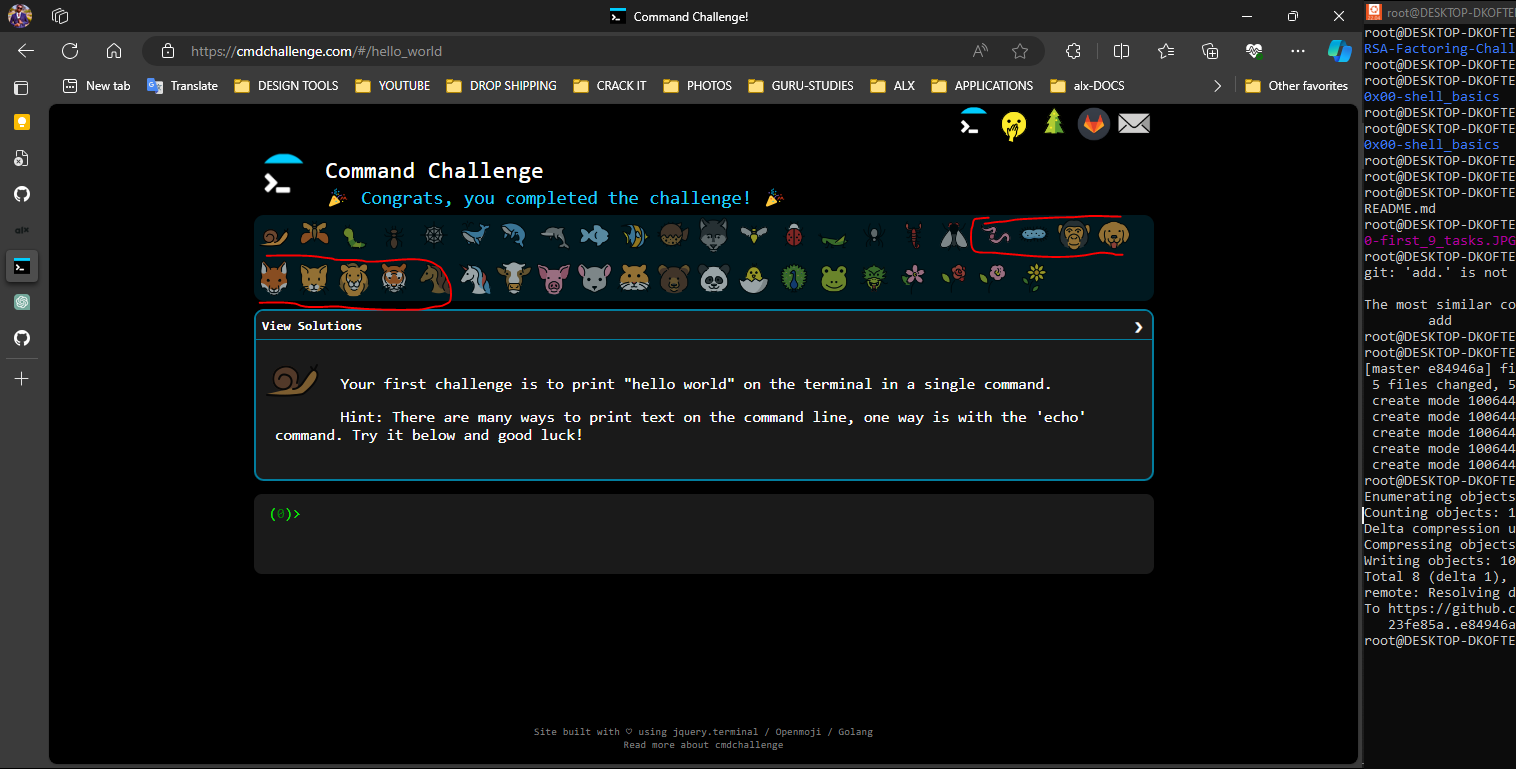 Command Challenge!
root@DESKTOP-DKOFTE
https://cmdchallenge.com/#/hello_world
New tab
Translate
DESIGN TOOLS
YOUTUBE
DROP SHIPPING
CRACK IT
PHOTOS
GURU-STUDIES
ALX
APPLICATIONS
alx-DOCS
Other favorites
alx
Command Challenge
Congrats, you completed the challenge!
View Solutions
Your first challenge is to print "hello world" on the terminal in a single command.
Hint: There are many ways to print text on the command line, one way is with the 'echo'
command. Try it below and good luck!
(0)>
Site built with ♡ using jquery.terminal / Openmoji / Golang
Read more about cmdchallenge
root@DESKTOP-DKOFTE
RSA-Factoring-Chall
root@DESKTOP-DKOFTE
root@DESKTOP-DKOFTE
0x00-shell_basics
root@DESKTOP-DKOFTE
root@DESKTOP-DKOFTE
0x00-shell_basics
root@DESKTOP-DKOFTE
root@DESKTOP-DKOFTE
root@DESKTOP-DKOFTE
README.md
root@DESKTOP-DKOFTE
0-first_9_tasks.JPG
root@DESKTOP-DKOFTE
git: 'add.' is not
The most similar co
add
root@DESKTOP-DKOFTE
root@DESKTOP-DKOFTE
[master e84946a] fi
5 files changed, 5
create mode 100644
create mode 100644
create mode 100644
create mode 100644
create mode 100644
root@DESKTOP-DKOFTE
Enumerating objects
Counting objects: 1
Delta compression u
Compressing objects
Writing objects: 10
Total 8 (delta 1),
remote: Resolving d
To https://github.c
23fe85a..e84946a
root@DESKTOP-DKOFTE